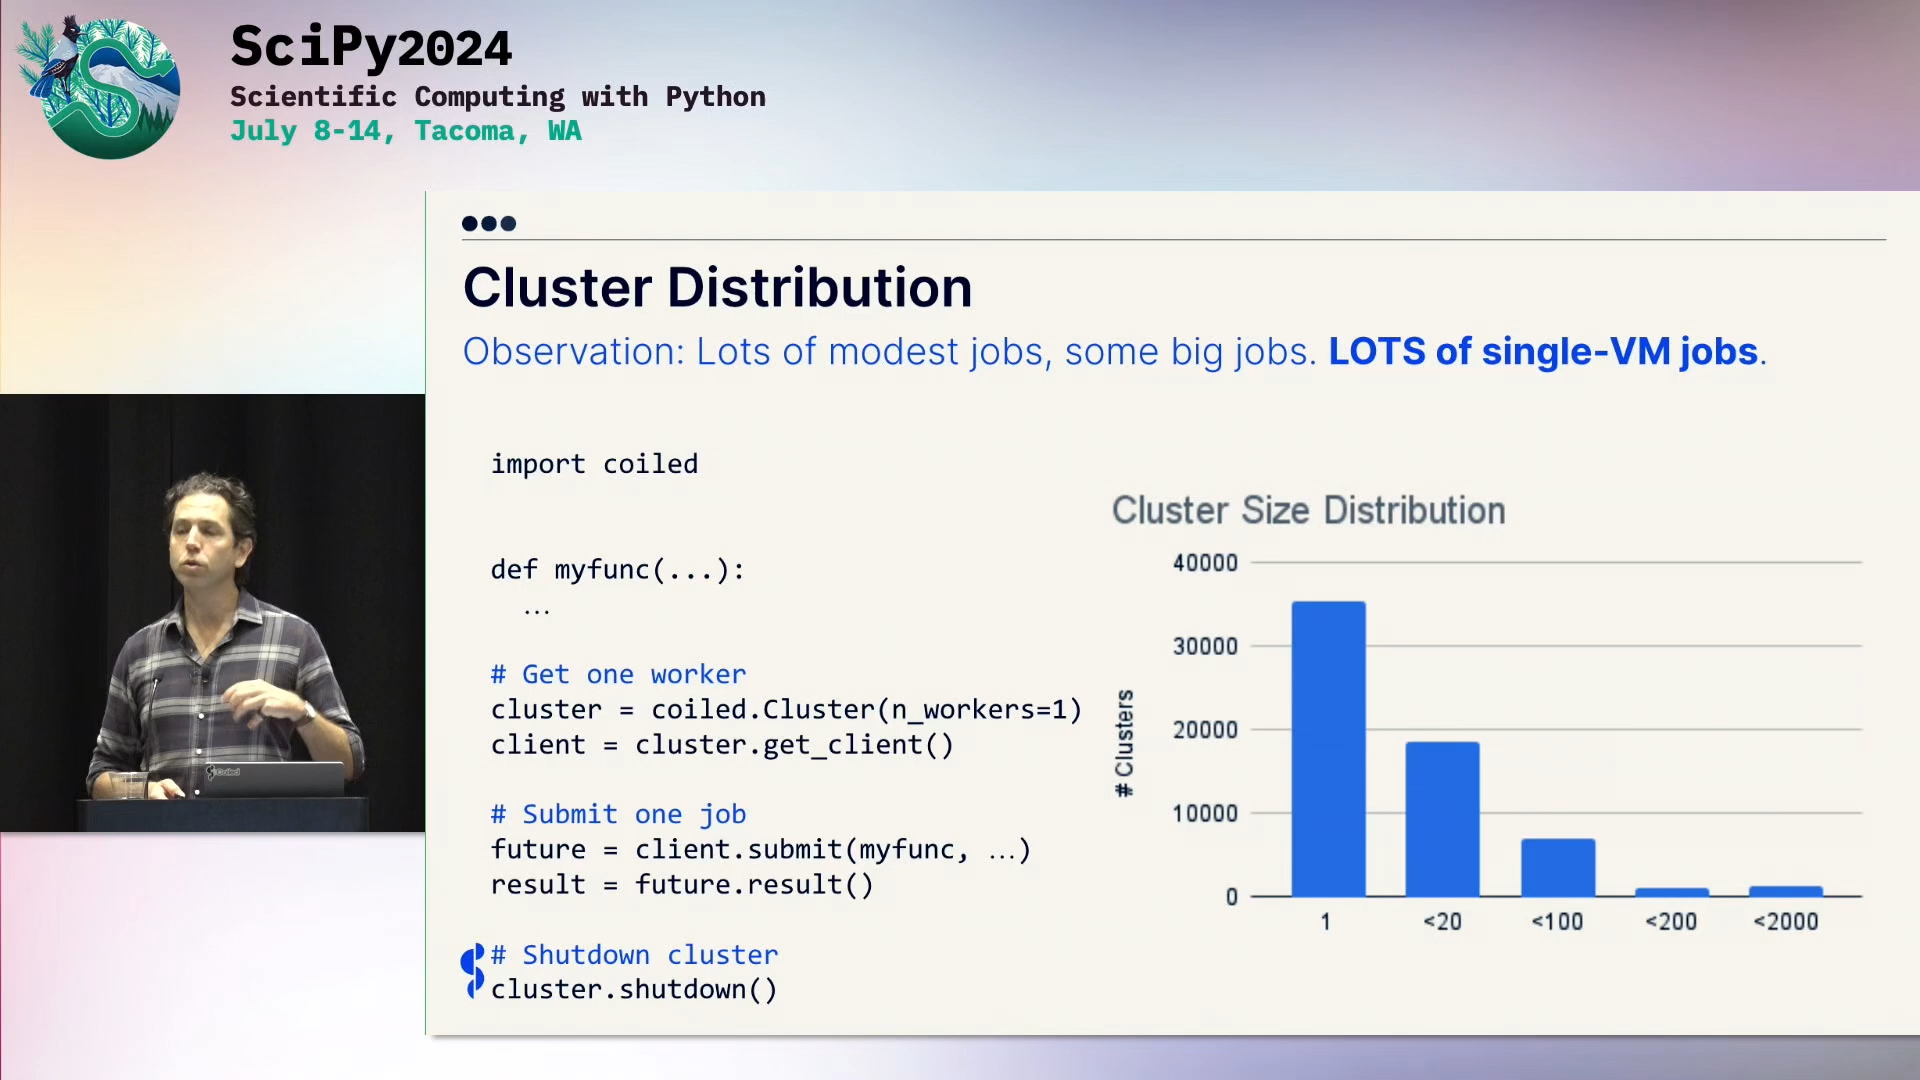 SciPy2024
Scientific Computing with Python
July 8-14, Tacoma, WA
Cluster Distribution
Observation: Lots of modest jobs, some big jobs. LOTS of single-VM jobs.
import coiled
def myfunc(...):
...
# Get one worker
cluster = coiled.Cluster(n_workers=1)
client = cluster.get_client()
# Submit one job
future = client.submit(myfunc, ...)
result = future.result()
# Shutdown cluster
cluster.shutdown()
Cluster Size Distribution
# Clusters
40000
30000
20000
10000
0
1
<20
<100
<200
<2000
Coiled